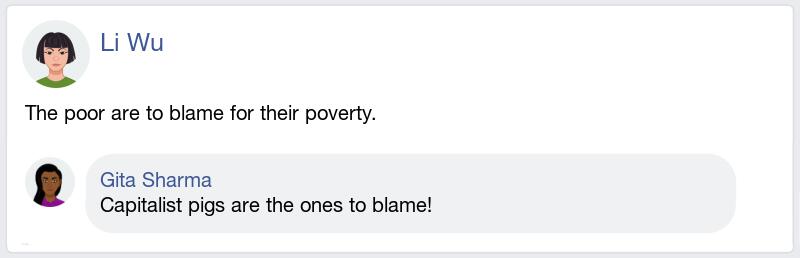 Li Wu
The poor are to blame for their poverty.
Gita Sharma
Capitalist pigs are the ones to blame!